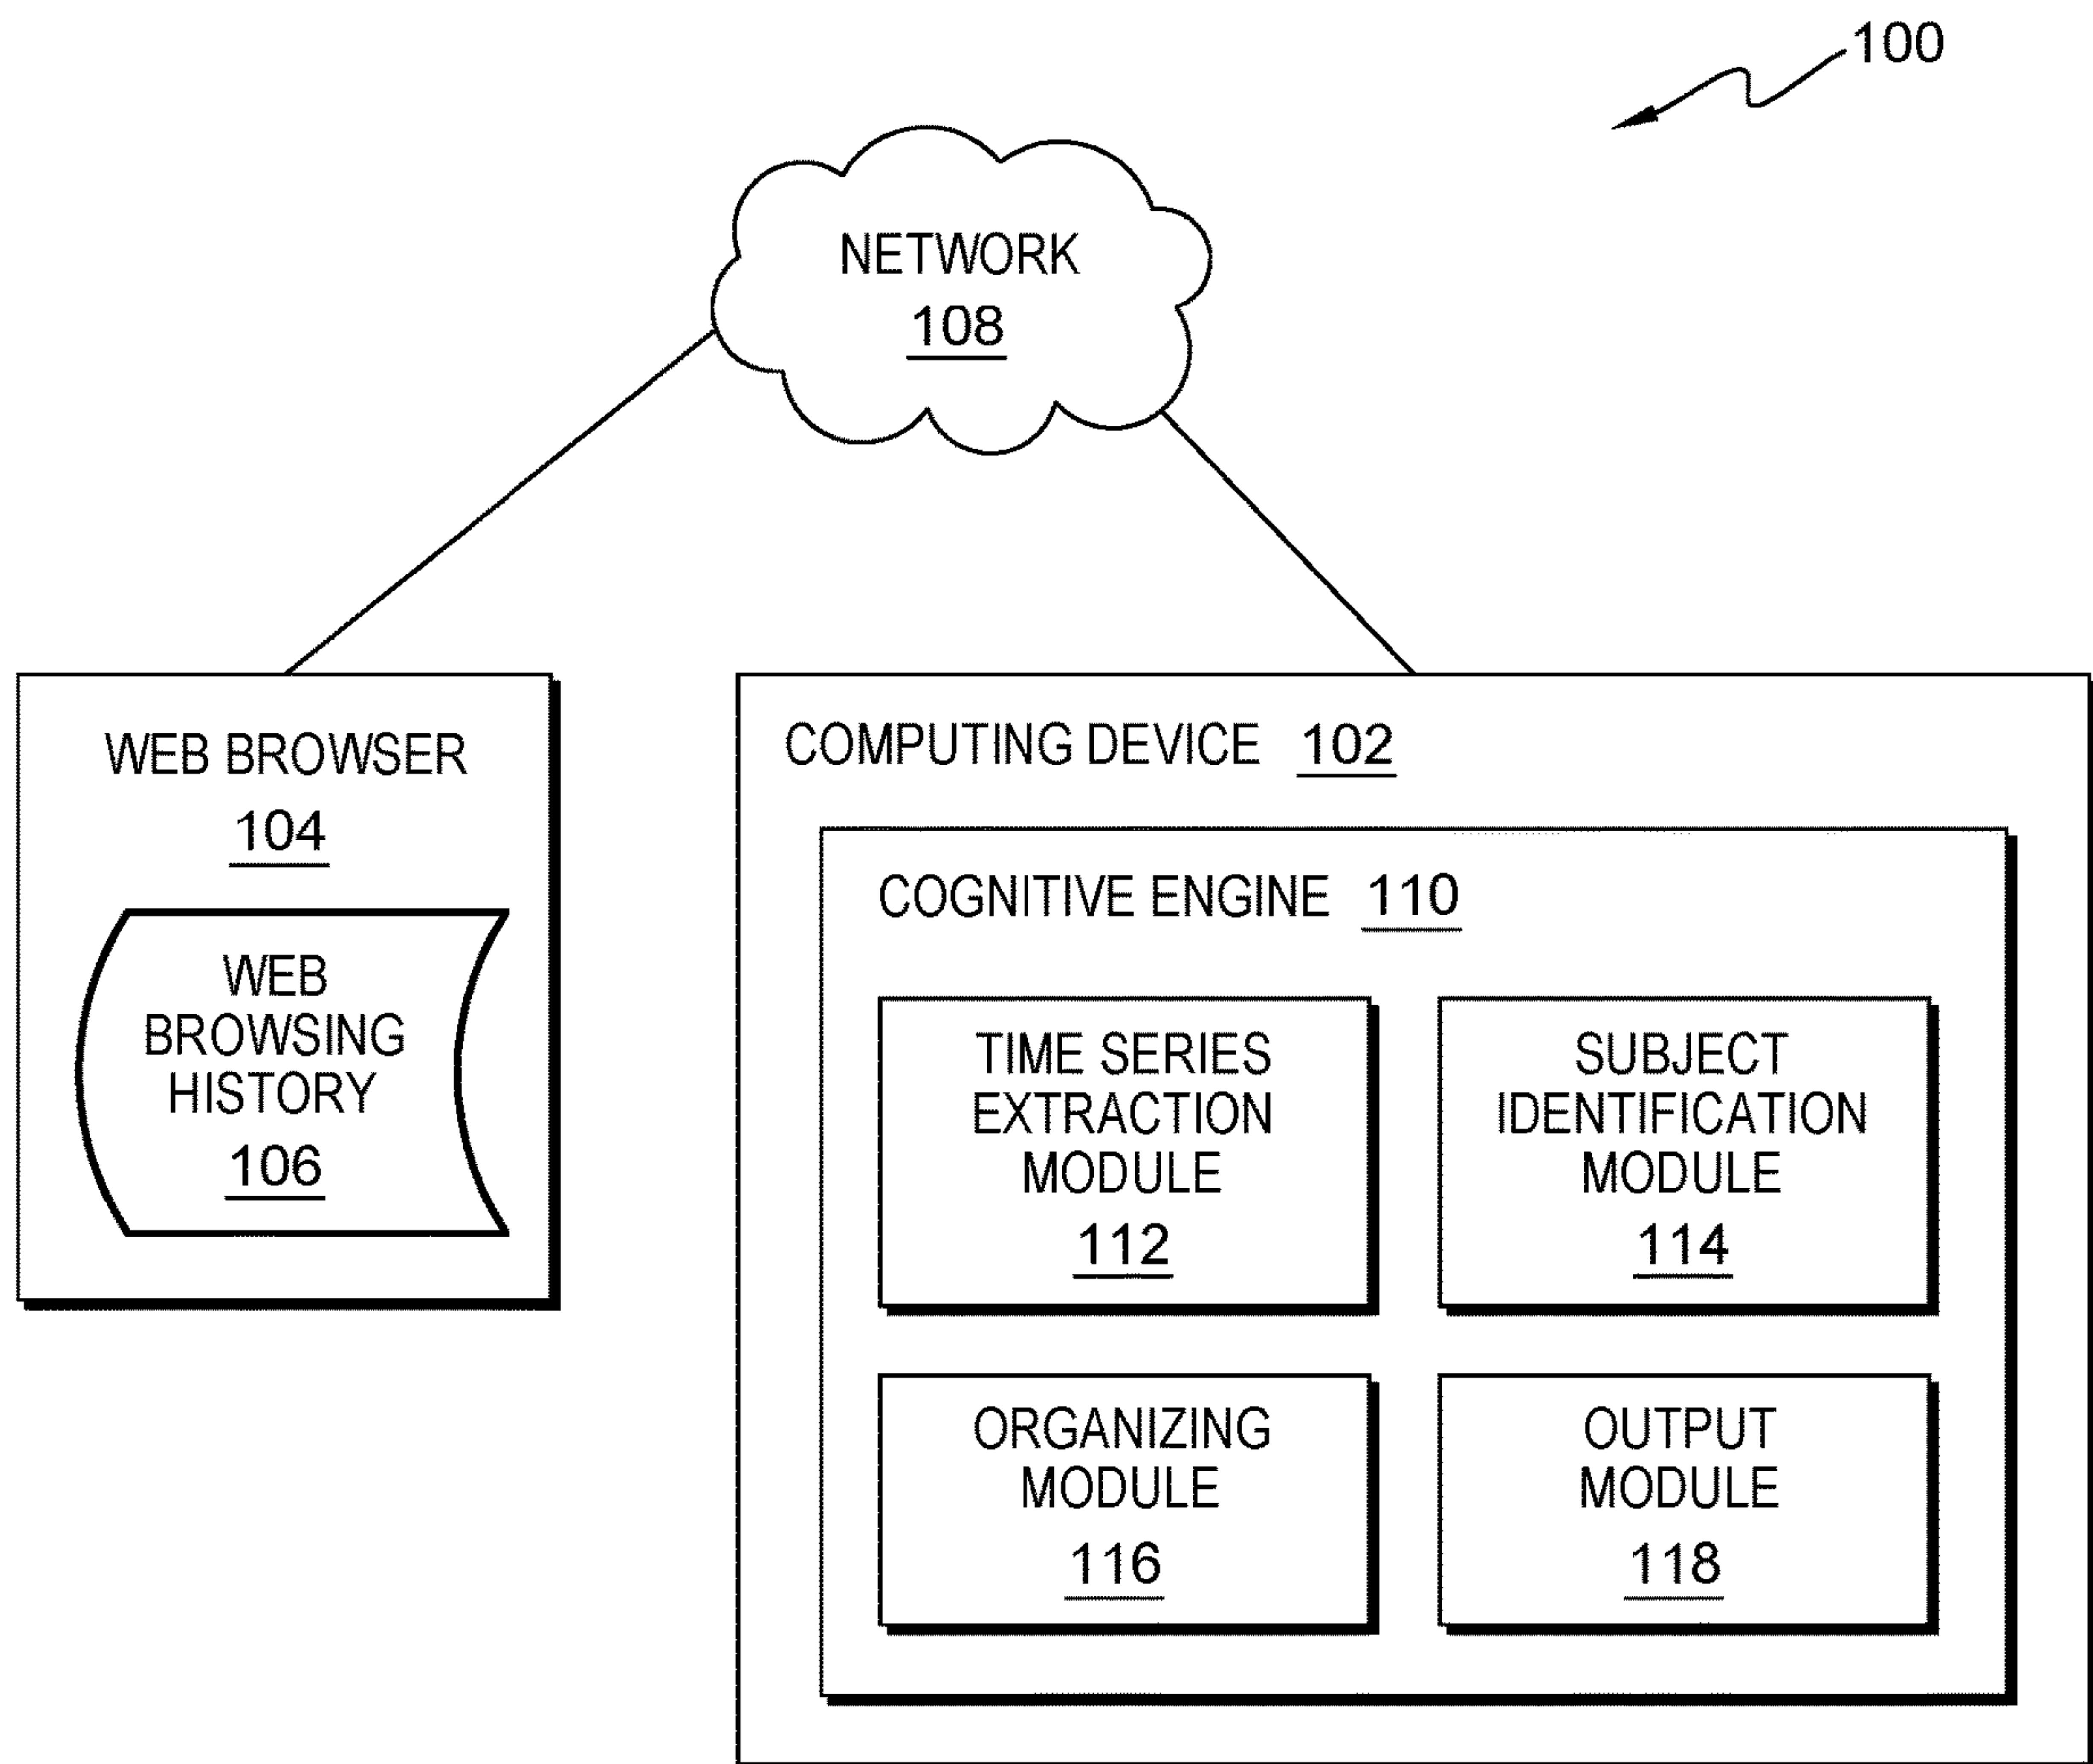 100
NETWORK
108
WEB BROWSER
104
WEB
BROWSING
HISTORY
106
COMPUTING DEVICE 102
COGNITIVE ENGINE 110
TIME SERIES
EXTRACTION
MODULE
112
SUBJECT
IDENTIFICATION
MODULE
114
ORGANIZING
MODULE
116
OUTPUT
MODULE
118